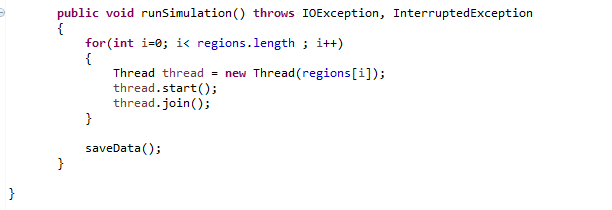 public void runSimulation() throws IOException, InterruptedException
{
for(int i=0; i< regions.length ; i++)
{
Thread thread = new Thread(regions[i]);
thread.start();
thread.join();
}
saveData();
}
}